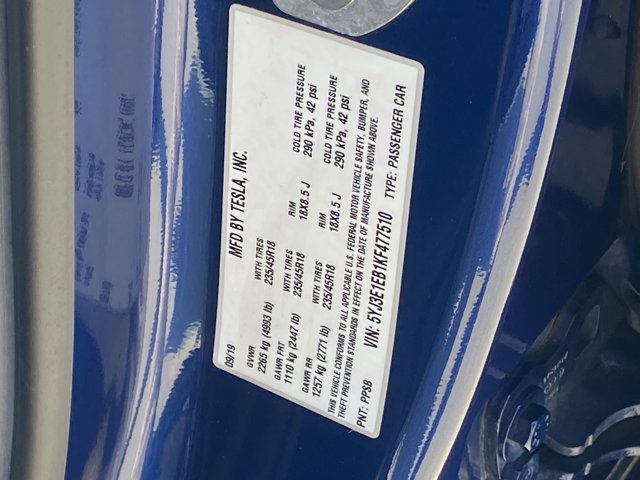 09/19 MFD BY TESLA, INC.
GVWR WITH TIRES RIM COLD TIRE PRESSURE
2265 kg (4993 lb) 235/45R18 18X8.5 J 290 kPa, 42 psi
GAWR FRT WITH TIRES RIM COLD TIRE PRESSURE
1110 kg (2447 lb) 235/45R18 18X8.5 J 290 kPa, 42 psi
GAWR RR WITH TIRES
1257 kg (2771 lb) 235/45R18
THIS VEHICLE CONFORMS TO ALL APPLICABLE U.S. FEDERAL MOTOR VEHICLE SAFETY, BUMPER, AND
THEFT PREVENTION STANDARDS IN EFFECT ON THE DATE OF MANUFACTURE SHOWN ABOVE.
PNT: PPSB VIN: 5YJ3E1EB1KF477510 TYPE: PASSENGER CAR